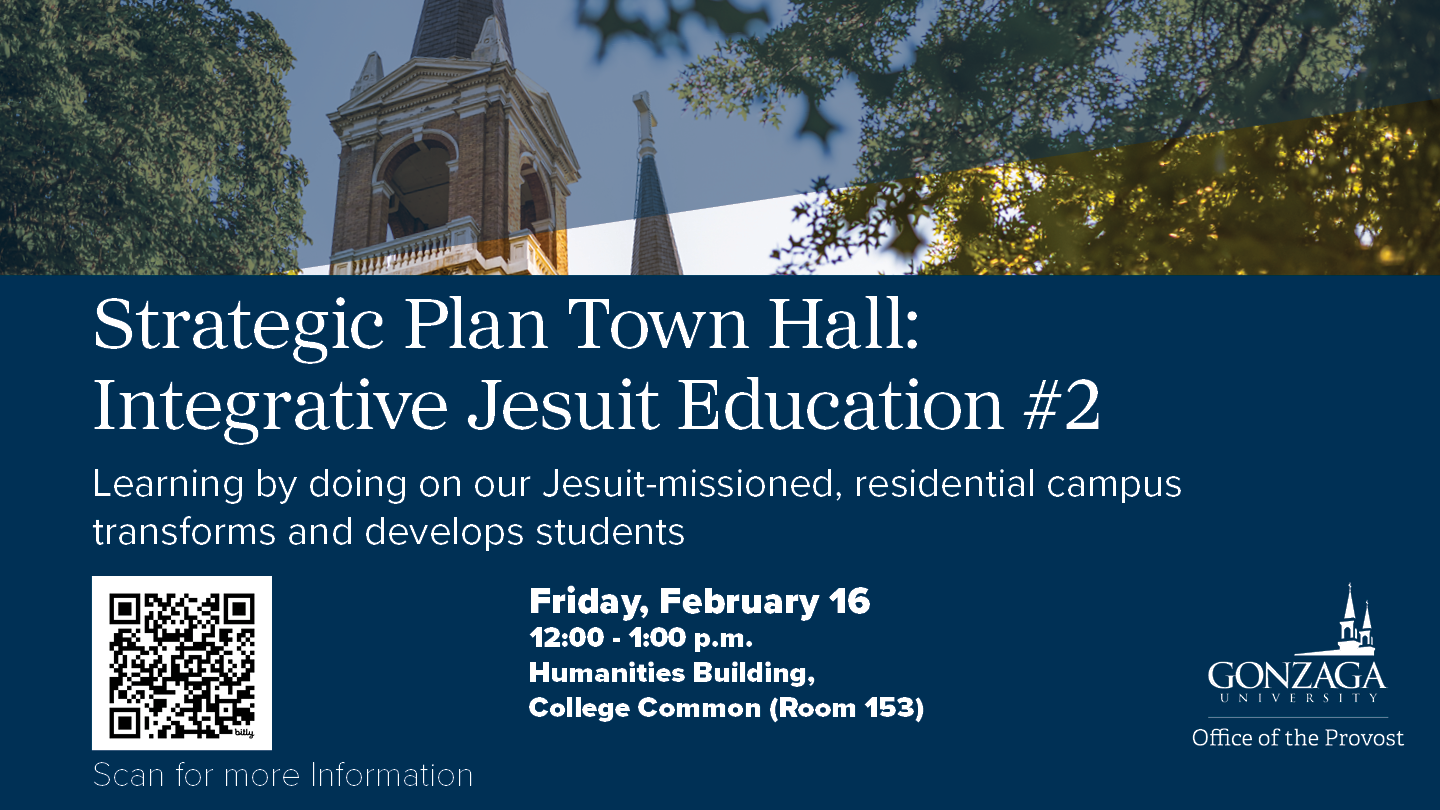 Strategic Plan Town Hall:
Integrative Jesuit Education #2
Learning by doing on our Jesuit-missioned, residential campus
transforms and develops students
Friday, February 16
12:00 - 1:00 p.m.
Humanities Building,
College Common (Room 153)
bitly
Scan for more Information
GONZAGA
UNIVERSITY
Office of the Provost